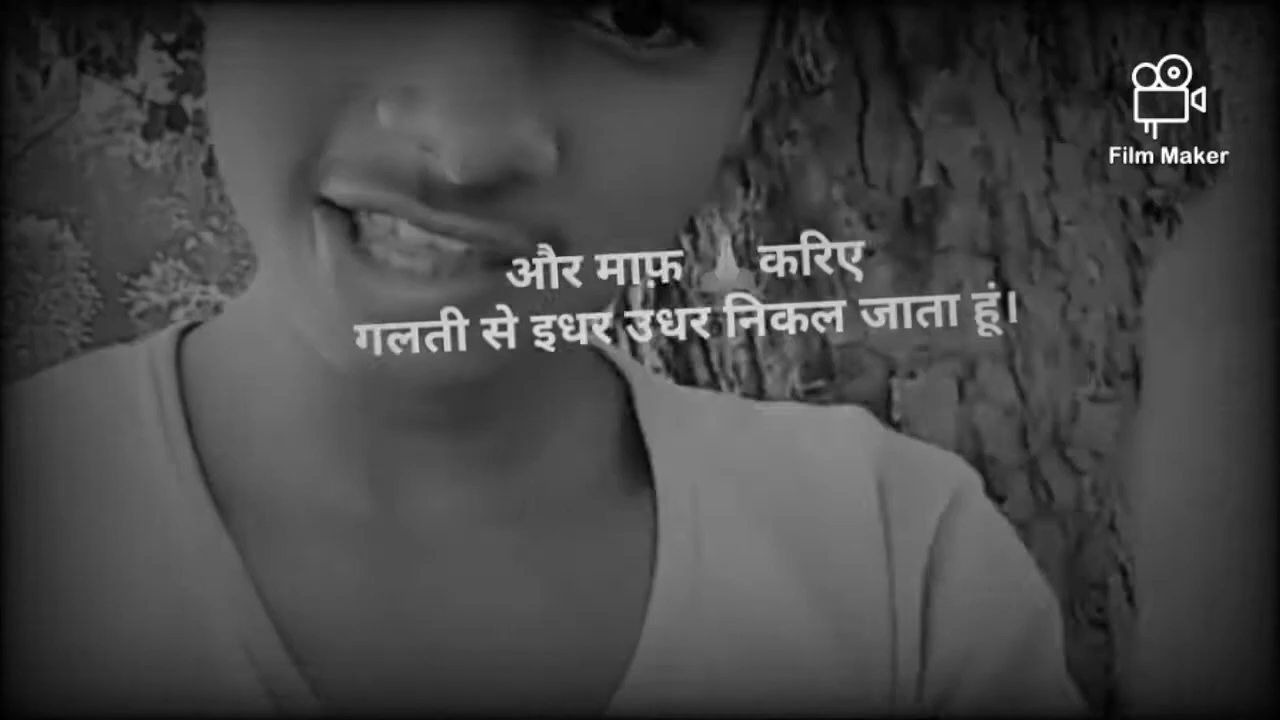 Film Maker
और माफ़ 🙏 करिए
गलती से इधर उधर निकल जाता हूं।